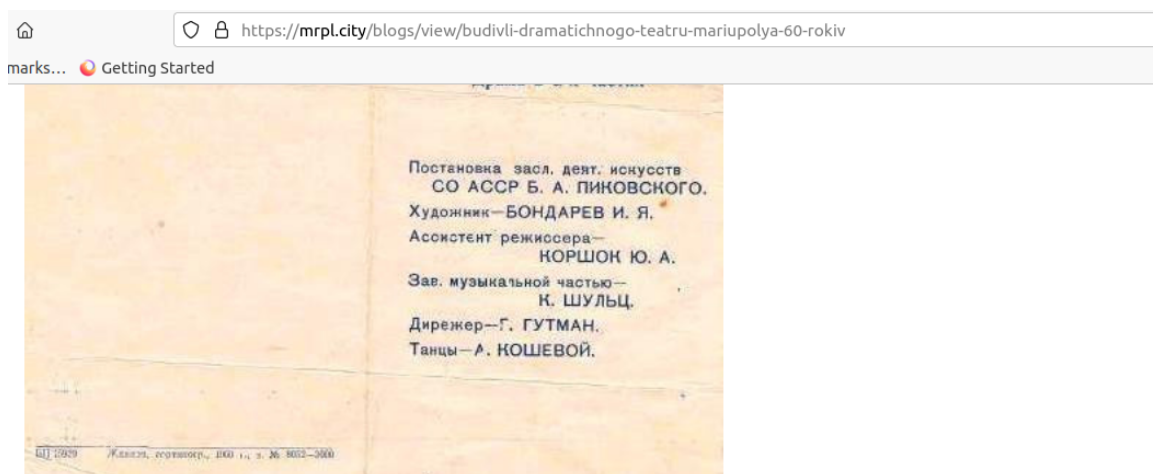 https://mrpl.city/blogs/view/budivli-dramatichnogo-teatru-mariupolya-60-rokiv
marks... Getting Started
Постановка засл. деят. искусств
СО АССР Б. А. ПИКОВСКОГО.
Художник—БОНДАРЕВ И. Я.
Ассистент режиссера—
КОРШОК Ю. А.
Зав. музыкальной частью—
К. ШУЛЬЦ.
Дирежер—Г. ГУТМАН.
Танцы—А. КОШЕВОЙ.